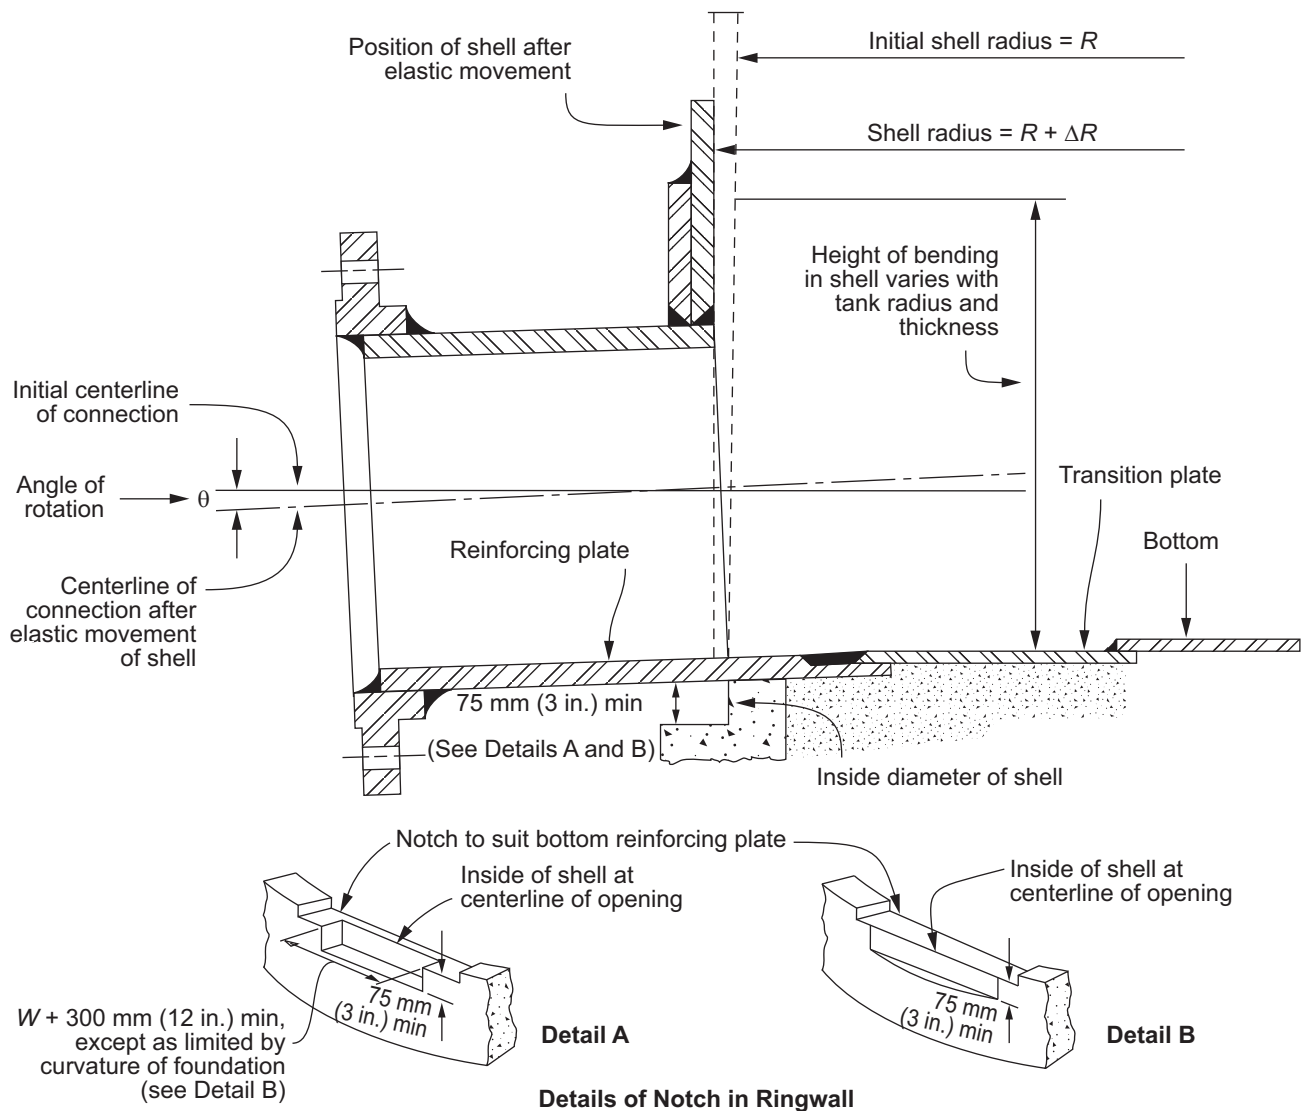 Position of shell after
elastic movement
Initial shell radius = R
Shell radius = R + ΔR
Height of bending
in shell varies with
tank radius and
thickness
Initial centerline
of connection
Angle of
rotation
θ
Centerline of
connection after
elastic movement
of shell
Reinforcing plate
Transition plate
Bottom
75 mm (3 in.) min
(See Details A and B)
Inside diameter of shell
Notch to suit bottom reinforcing plate
Inside of shell at
centerline of opening
75 mm
(3 in.) min
W + 300 mm (12 in.) min,
except as limited by
curvature of foundation
(see Detail B)
Detail A
Inside of shell at
centerline of opening
75 mm
(3 in.) min
Detail B
Details of Notch in Ringwall